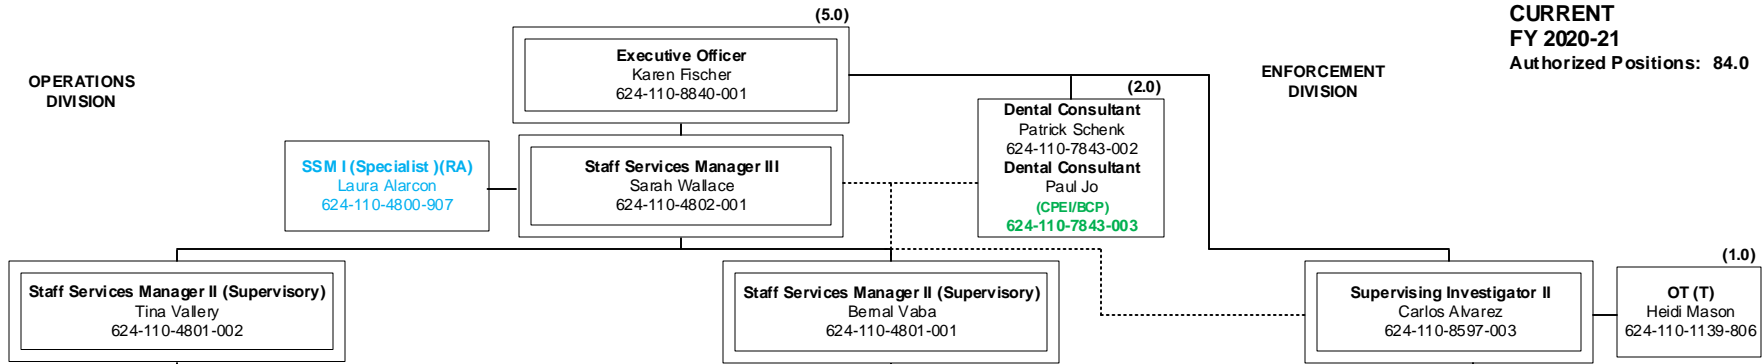 CURRENT
FY 2020-21
Authorized Positions: 84.0
OPERATIONS
DIVISION
(5.0)
Executive Officer
Karen Fischer
624-110-8840-001
ENFORCEMENT
DIVISION
(2.0)
Dental Consultant
Patrick Schenk
624-110-7843-002
Dental Consultant
Paul Jo
(CPEI/BCP)
624-110-7843-003
SSM I (Specialist )(RA)
Laura Alarcon
624-110-4800-907
Staff Services Manager III
Sarah Wallace
624-110-4802-001
Staff Services Manager II (Supervisory)
Tina Vallery
624-110-4801-002
Staff Services Manager II (Supervisory)
Bernal Vaba
624-110-4801-001
Supervising Investigator II
Carlos Alvarez
624-110-8597-003
(1.0)
OT (T)
Heidi Mason
624-110-1139-806